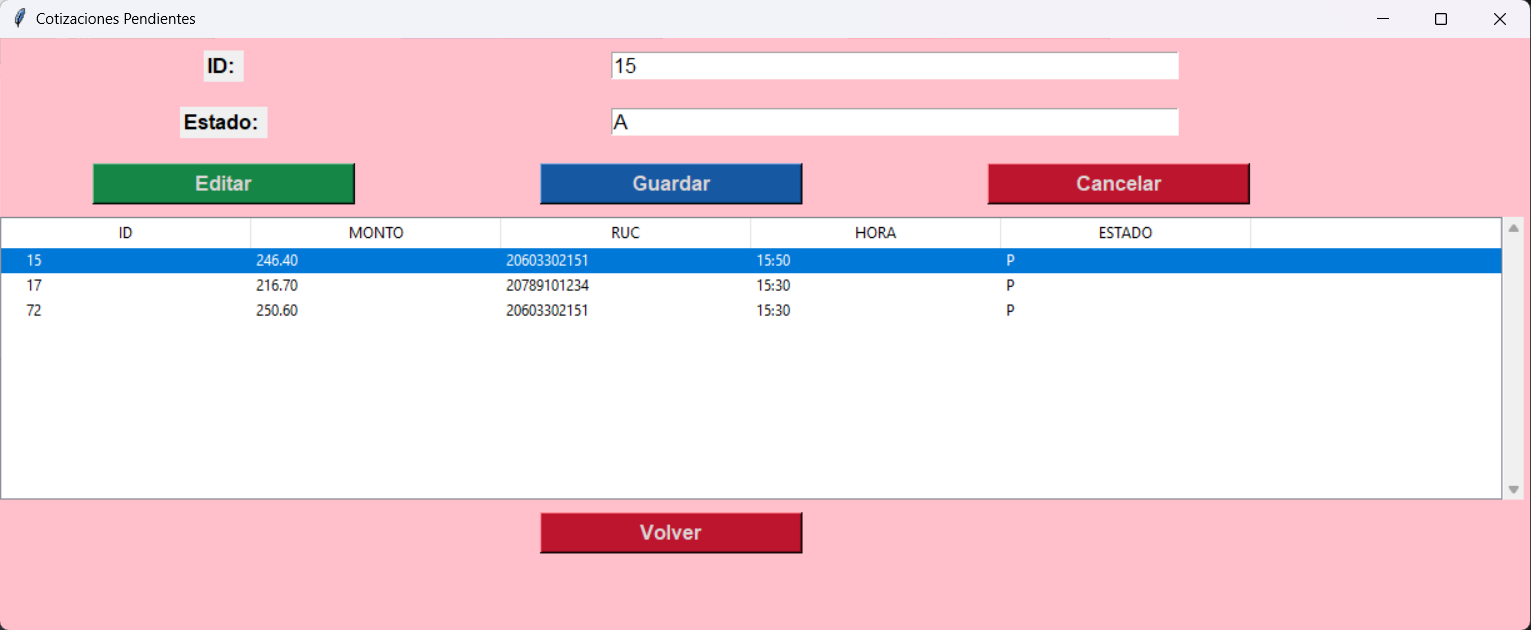 Cotizaciones Pendientes
ID: 15
Estado: A
Editar Guardar Cancelar
ID MONTO RUC HORA ESTADO
15 246.40 20603302151 15:50 P
17 216.70 20789101234 15:30 P
72 250.60 20603302151 15:30 P
Volver